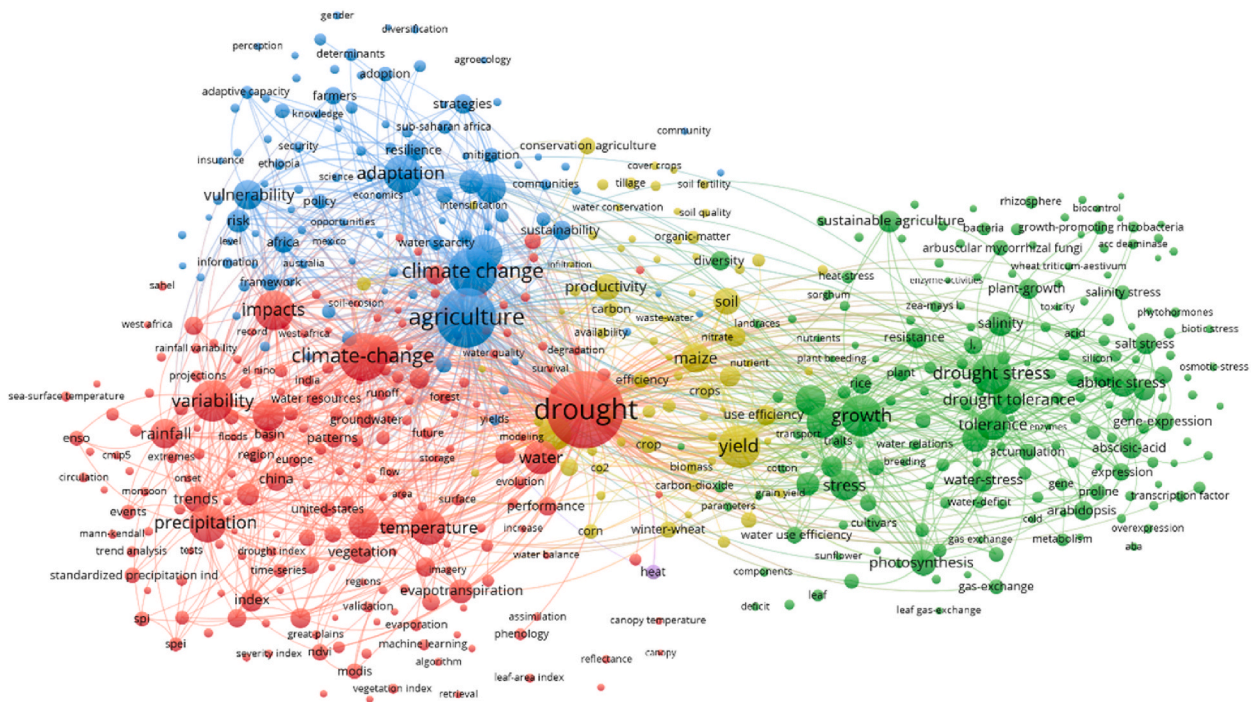 gender
diversification
perception
determinants
agroecology
adoption
adaptive capacity
farmers
strategies
knowledge
sub-saharan africa
community
security
resilience
conservation agriculture
insurance
ethiopia
mitigation
science
adaptation
cover crops
tillage
soil fertility
vulnerability
economics
communities
policy
intensification
water conservation
soil quality
rhizosphere
biocontrol
risk
opportunities
sustainability
sustainable agriculture
bacteria
growth-promoting rhizobacteria
level
africa
mexico
water scarcity
organic-matter
arbuscular mycorrhizal fungi
acc deaminase
information
australia
climate change
infiltration
diversity
heat-stress
wheat triticum-aestivum
framework
productivity
enzyme-activities
plant-growth
salinity stress
sahel
soil-erosion
soil
sorghum
zea-mays l.
toxicity
phytohormones
impacts
carbon
west-africa
record
west africa
agriculture
availability
waste-water
landraces
salinity
acid
biotic stress
rainfall variability
climate-change
water quality
degradation
nitrate
nutrients
resistance
l.
salt stress
el nino
survival
maize
nutrient
plant breeding
silicon
osmotic-stress
projections
india
efficiency
rice
plant
drought stress
abiotic stress
sea-surface temperature
variability
water resources
runoff
forest
crops
drought tolerance
groundwater
drought
use efficiency
growth
gene-expression
enso
rainfall
floods
basin
patterns
future
yields
modeling
transport
traits
tolerance
enzymes
cmip5
extremes
region
crop
yield
water relations
abscisic-acid
circulation
onset
europe
storage
water
co2
biomass
cotton
breeding
accumulation
expression
monsoon
china
flow
evolution
carbon-dioxide
stress
water-stress
gene
proline
transcription factor
events
trends
area
surface
performance
grain yield
parameters
water-deficit
arabidopsis
mann-kendall
precipitation
united-states
temperature
increase
corn
winter-wheat
cultivars
cold
overexpression
trend analysis
tests
drought index
vegetation
water balance
water use efficiency
gas exchange
metabolism
aba
standardized precipitation ind
time-series
imagery
heat
components
sunflower
photosynthesis
regions
evapotranspiration
gas-exchange
index
validation
deficit
leaf
leaf gas-exchange
spi
great plains
evaporation
assimilation
phenology
canopy temperature
spei
severity index
ndvi
machine learning
algorithm
reflectance
canopy
modis
vegetation index
retrieval
leaf-area index